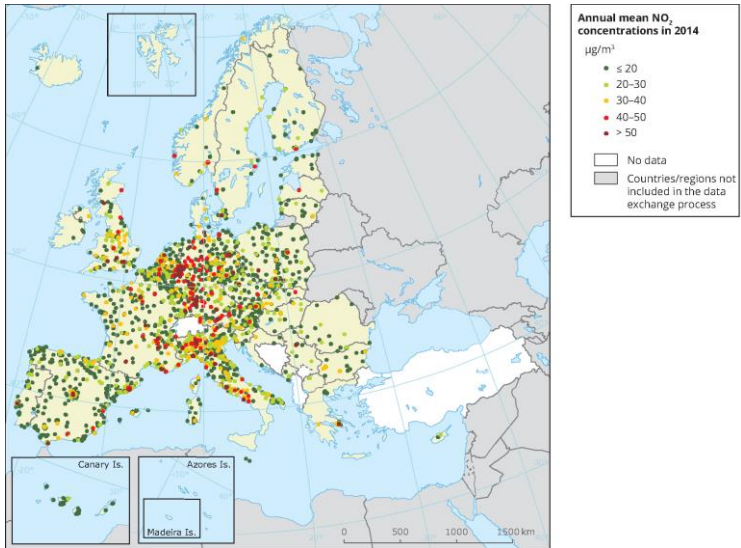 Annual mean NO₂
concentrations in 2014
µg/m³
≤ 20
20–30
30–40
40–50
> 50
No data
Countries/regions not
included in the data
exchange process
Canary Is.
Azores Is.
Madeira Is.
0 500 1000 1500 km